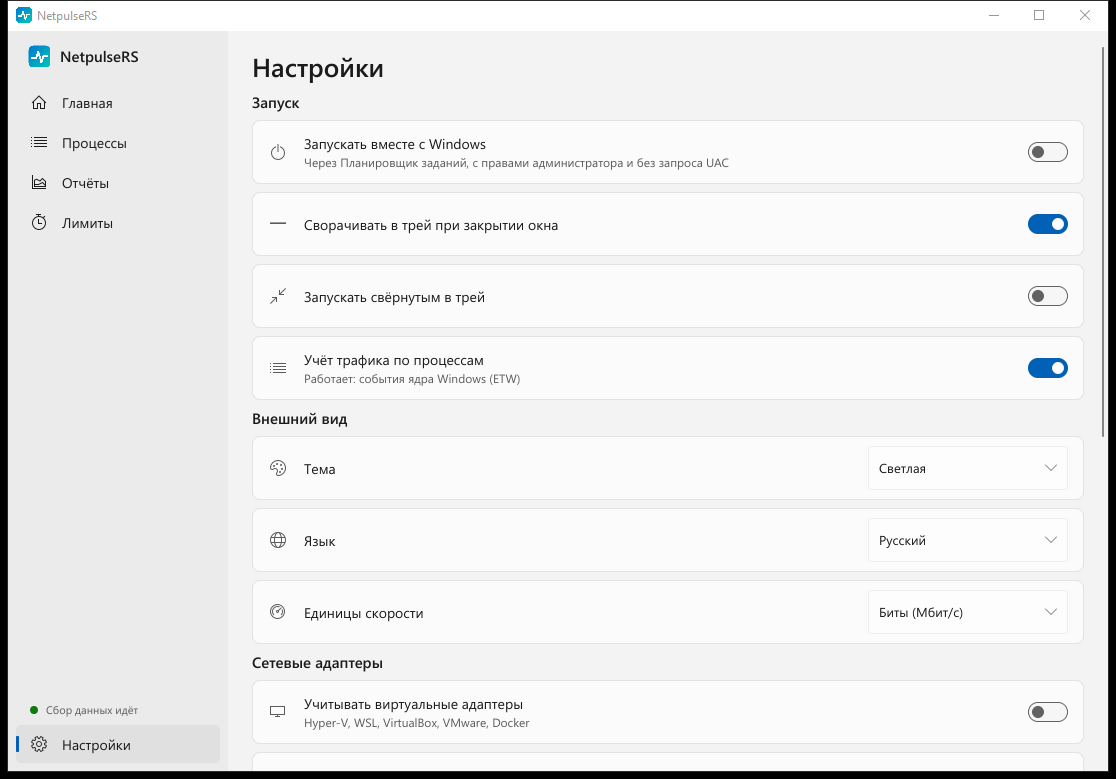 NetpulseRS
NetpulseRS
Главная
Процессы
Отчёты
Лимиты
Сбор данных идёт
Настройки
Настройки
Запуск
Запускать вместе с Windows
Через Планировщик заданий, с правами администратора и без запроса UAC
Сворачивать в трей при закрытии окна
Запускать свёрнутым в трей
Учёт трафика по процессам
Работает: события ядра Windows (ETW)
Внешний вид
Тема
Светлая
Язык
Русский
Единицы скорости
Биты (Мбит/с)
Сетевые адаптеры
Учитывать виртуальные адаптеры
Hyper-V, WSL, VirtualBox, VMware, Docker